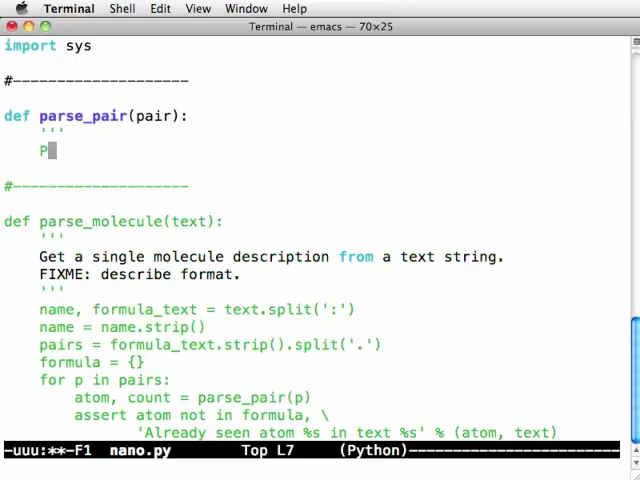 Terminal Shell Edit View Window Help
Terminal — emacs — 70×25
import sys
#--------------------
def parse_pair(pair):
'''
P
#--------------------
def parse_molecule(text):
'''
Get a single molecule description from a text string.
FIXME: describe format.
'''
name, formula_text = text.split(':')
name = name.strip()
pairs = formula_text.strip().split('.')
formula = {}
for p in pairs:
atom, count = parse_pair(p)
assert atom not in formula, \
'Already seen atom %s in text %s' % (atom, text)
-uuu:**-F1 nano.py Top L7 (Python)------------------------